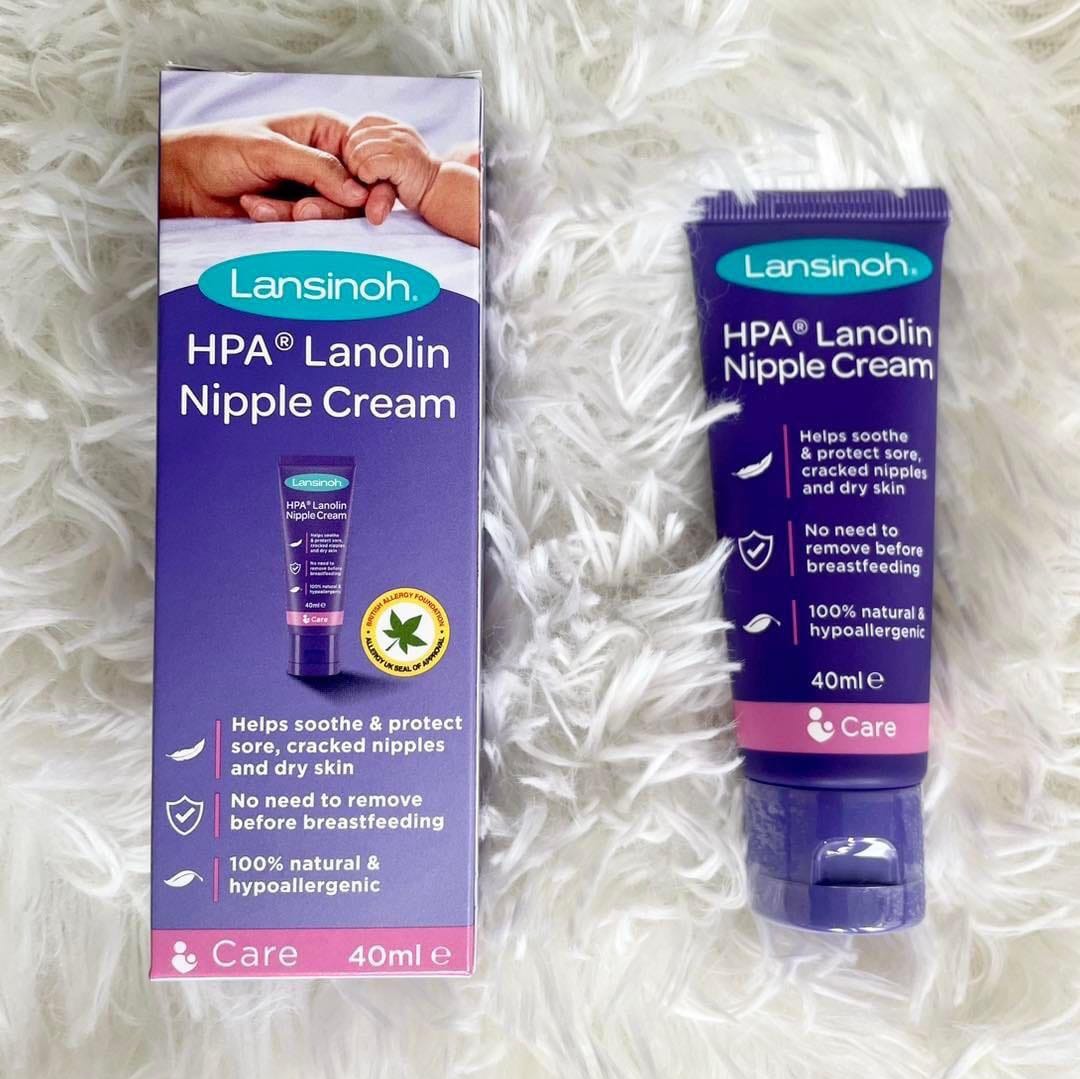 Lansinoh®
HPA® Lanolin
Nipple Cream
Lansinoh®
HPA® Lanolin
Nipple Cream
Helps soothe
& protect sore,
cracked nipples
and dry skin
No need to
remove before
breastfeeding
100% natural &
hypoallergenic
40ml ℮
Care
BRITISH ALLERGY FOUNDATION
ALLERGY UK SEAL OF APPROVAL
Helps soothe & protect
sore, cracked nipples
and dry skin
No need to remove
before breastfeeding
100% natural &
hypoallergenic
Care 40ml ℮
Lansinoh®
HPA® Lanolin
Nipple Cream
Helps soothe
& protect sore,
cracked nipples
and dry skin
No need to
remove before
breastfeeding
100% natural &
hypoallergenic
40ml ℮
Care